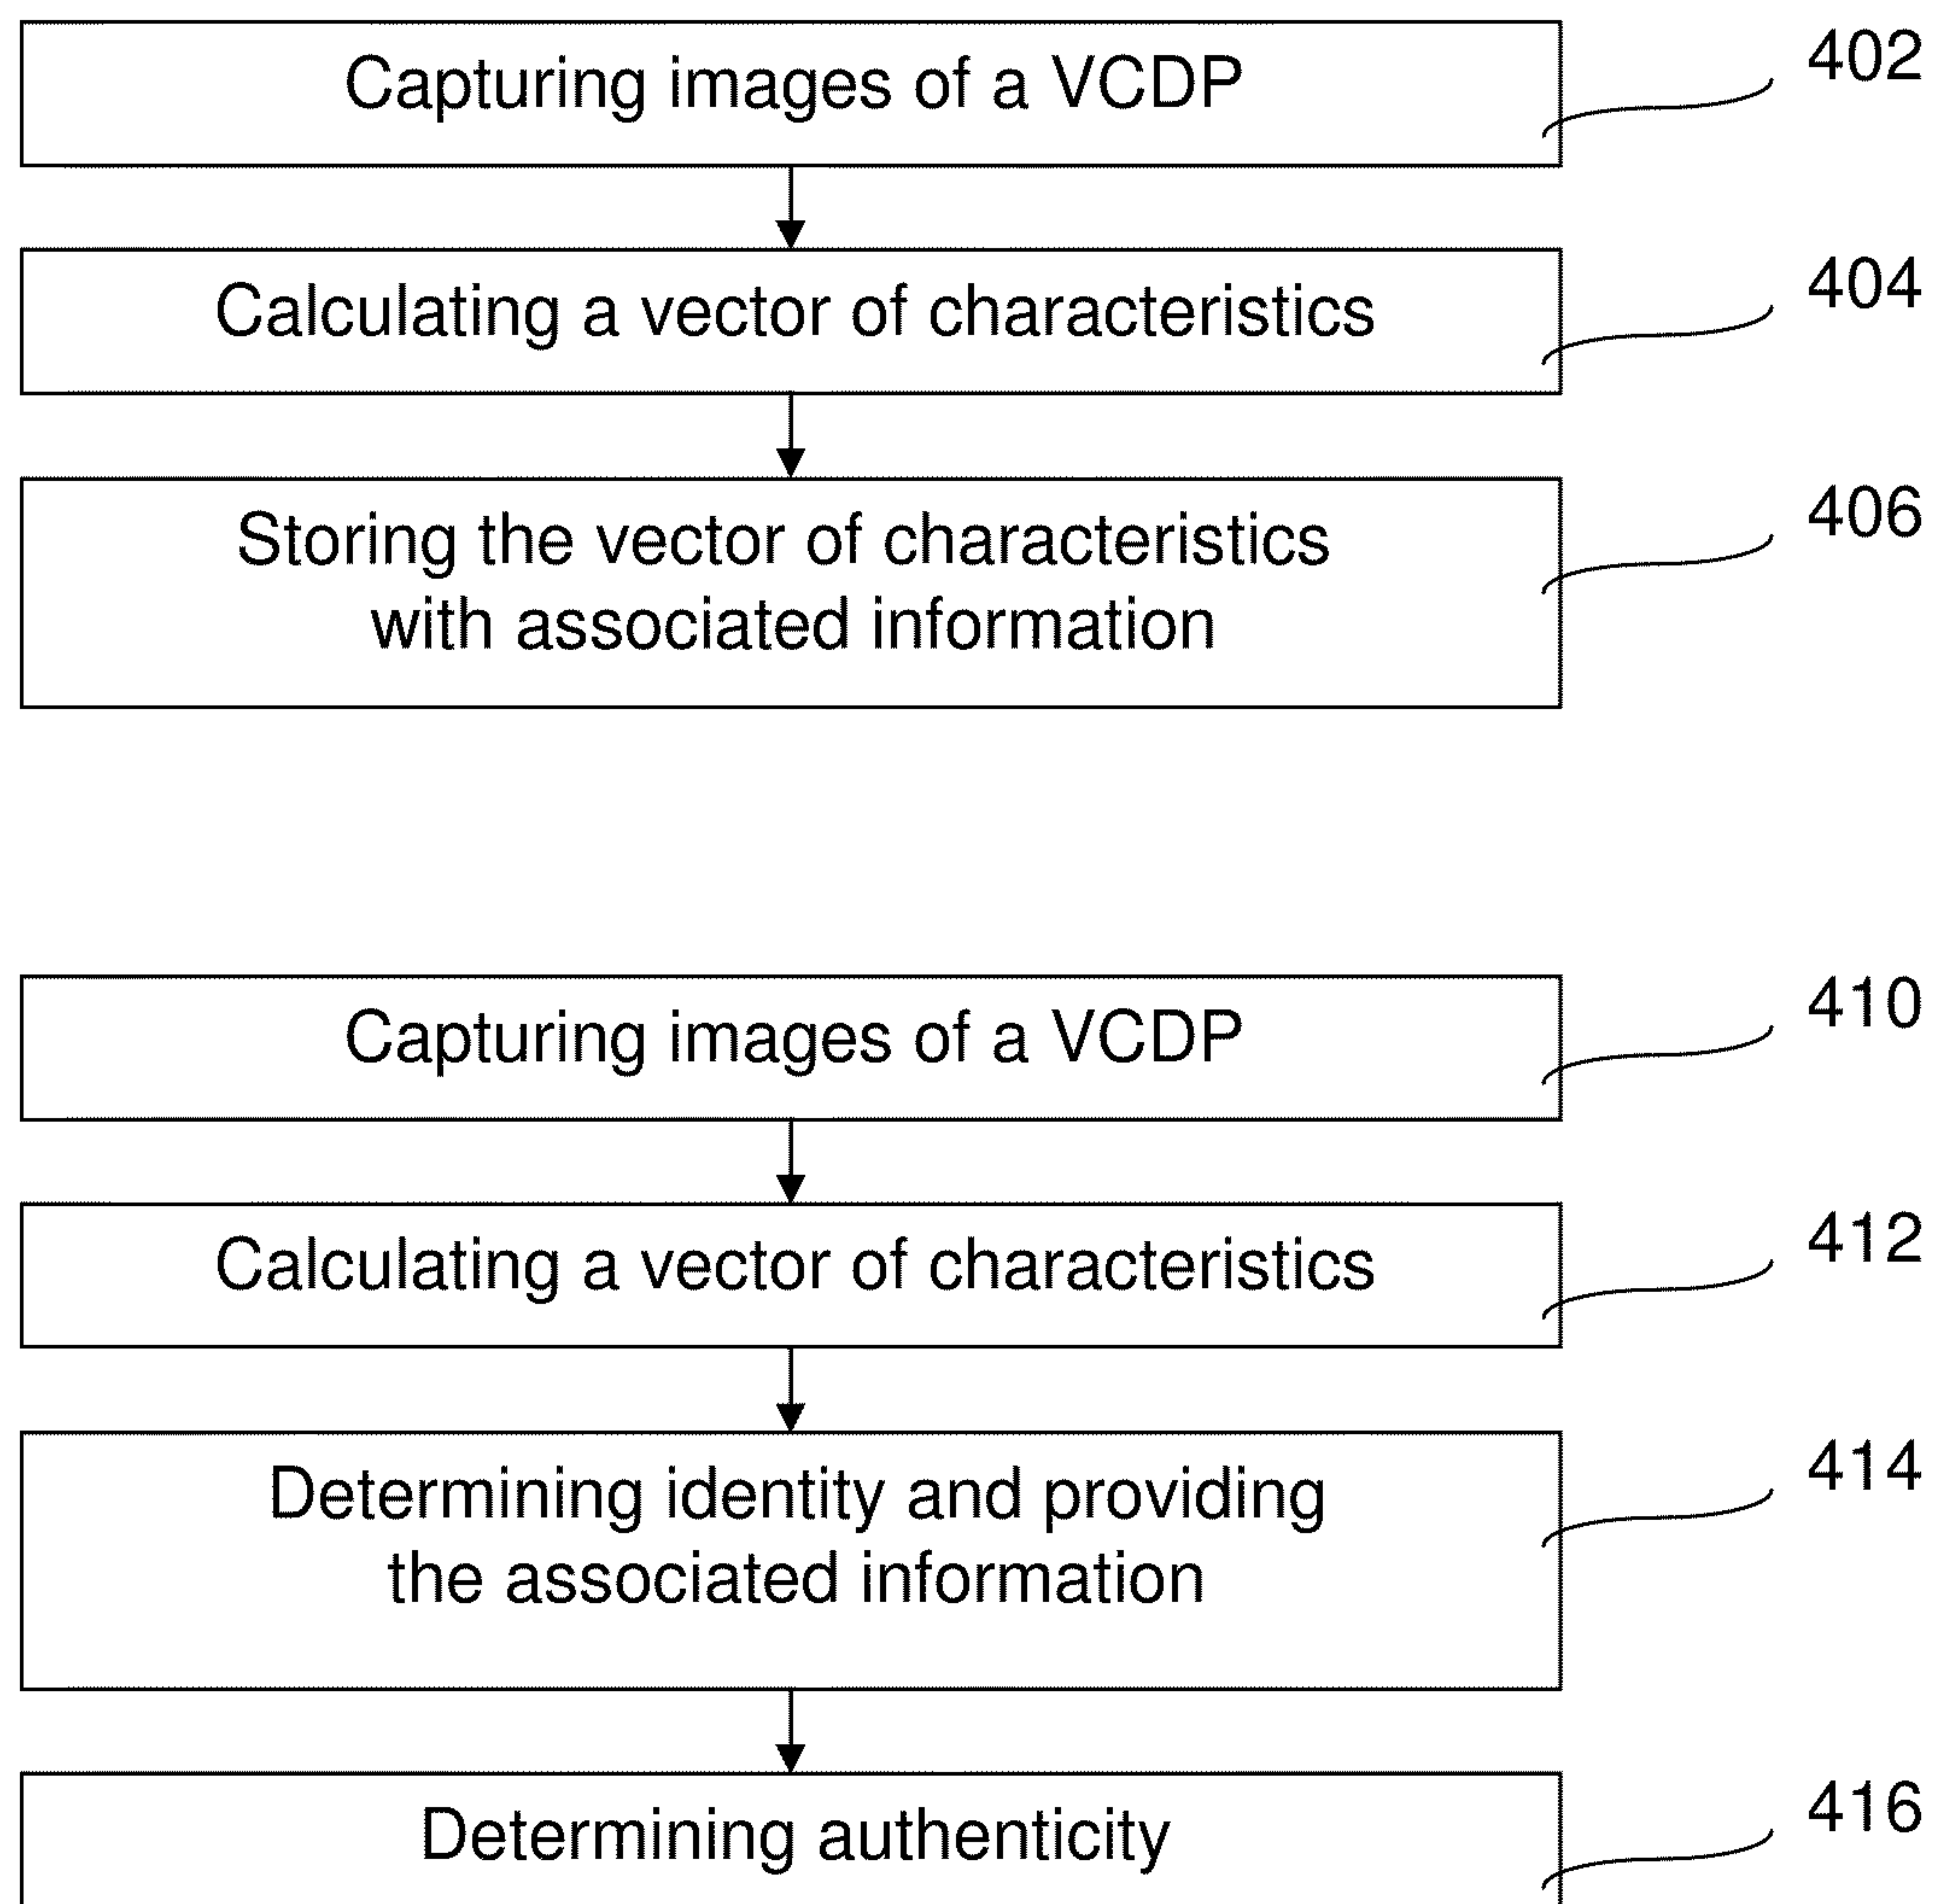 Capturing images of a VCDP
402
Calculating a vector of characteristics
404
Storing the vector of characteristics
with associated information
406
Capturing images of a VCDP
410
Calculating a vector of characteristics
412
Determining identity and providing
the associated information
414
Determining authenticity
416